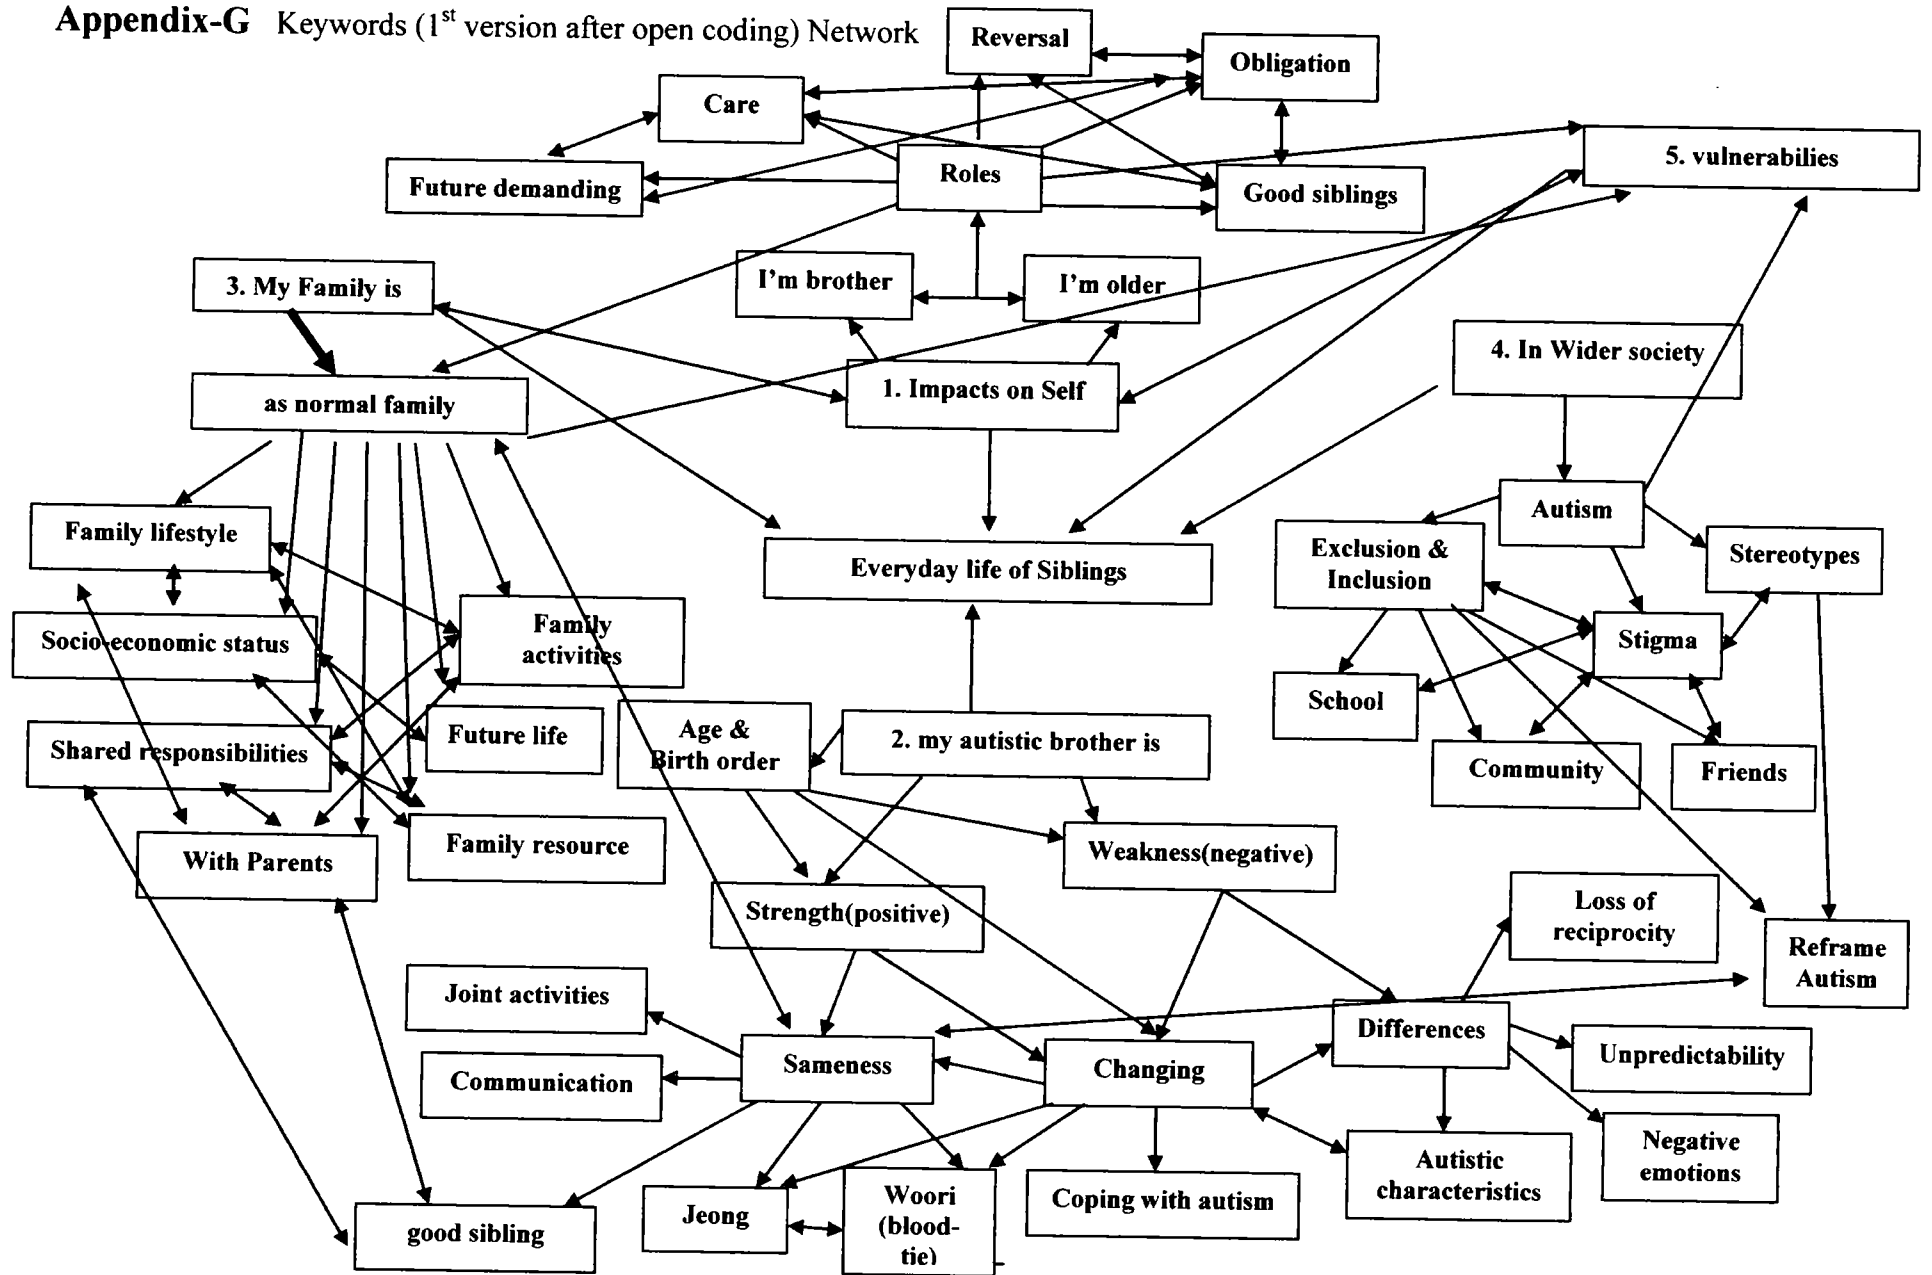 Appendix-G Keywords (1st version after open coding) Network
Reversal
Obligation
Care
5. vulnerabilies
Roles
Future demanding
Good siblings
3. My Family is
I'm brother
I'm older
4. In Wider society
1. Impacts on Self
as normal family
Autism
Family lifestyle
Exclusion &
Inclusion
Stereotypes
Everyday life of Siblings
Socio-economic status
Family
activities
Stigma
School
Shared responsibilities
Future life
Age &
Birth order
2. my autistic brother is
Community
Friends
With Parents
Family resource
Weakness(negative)
Strength(positive)
Loss of
reciprocity
Reframe
Autism
Joint activities
Sameness
Changing
Differences
Unpredictability
Communication
Negative
emotions
Autistic
characteristics
good sibling
Jeong
Woori
(blood-
tie)
Coping with autism